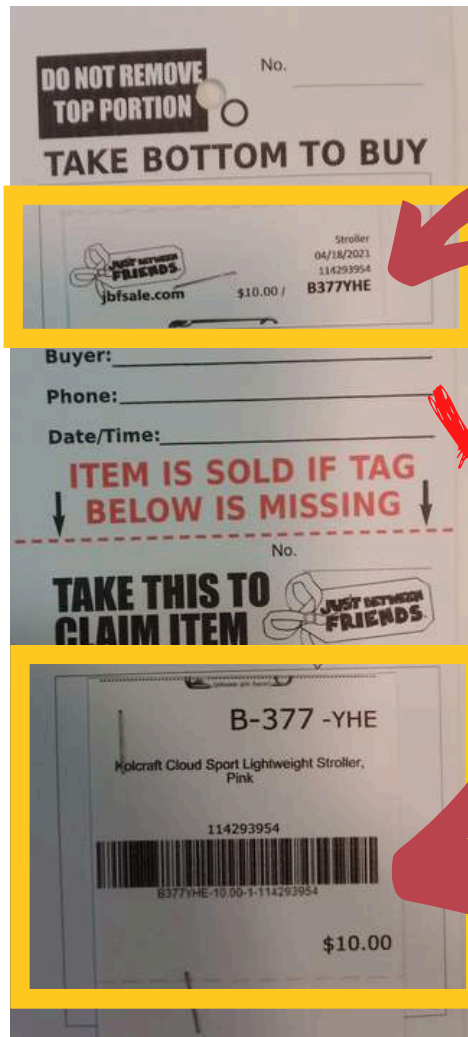 DO NOT REMOVE
TOP PORTION
No.
TAKE BOTTOM TO BUY
JUST BETWEEN
FRIENDS
jbfsale.com
$10.00 /
Stroller
04/18/2021
114293954
B377YHE
Buyer:
Phone:
Date/Time:
ITEM IS SOLD IF TAG
BELOW IS MISSING
No.
TAKE THIS TO
CLAIM ITEM
JUST BETWEEN
FRIENDS
B-377 -YHE
Kolcraft Cloud Sport Lightweight Stroller,
Pink
114293954
B377YHE-10.00-1-114293954
$10.00